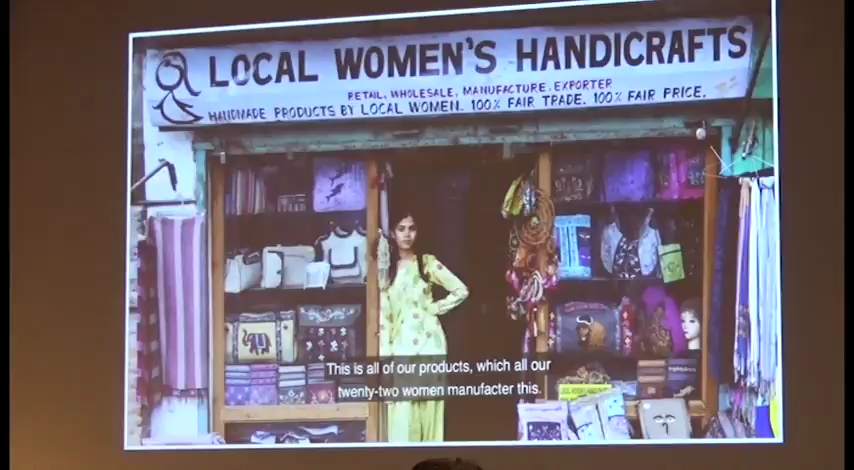 LOCAL WOMEN'S HANDICRAFTS
RETAIL, WHOLESALE, MANUFACTURE, EXPORTER
HANDMADE PRODUCTS BY LOCAL WOMEN. 100% FAIR TRADE. 100% FAIR PRICE.
This is all of our products, which all our
twenty-two women manufacter this.